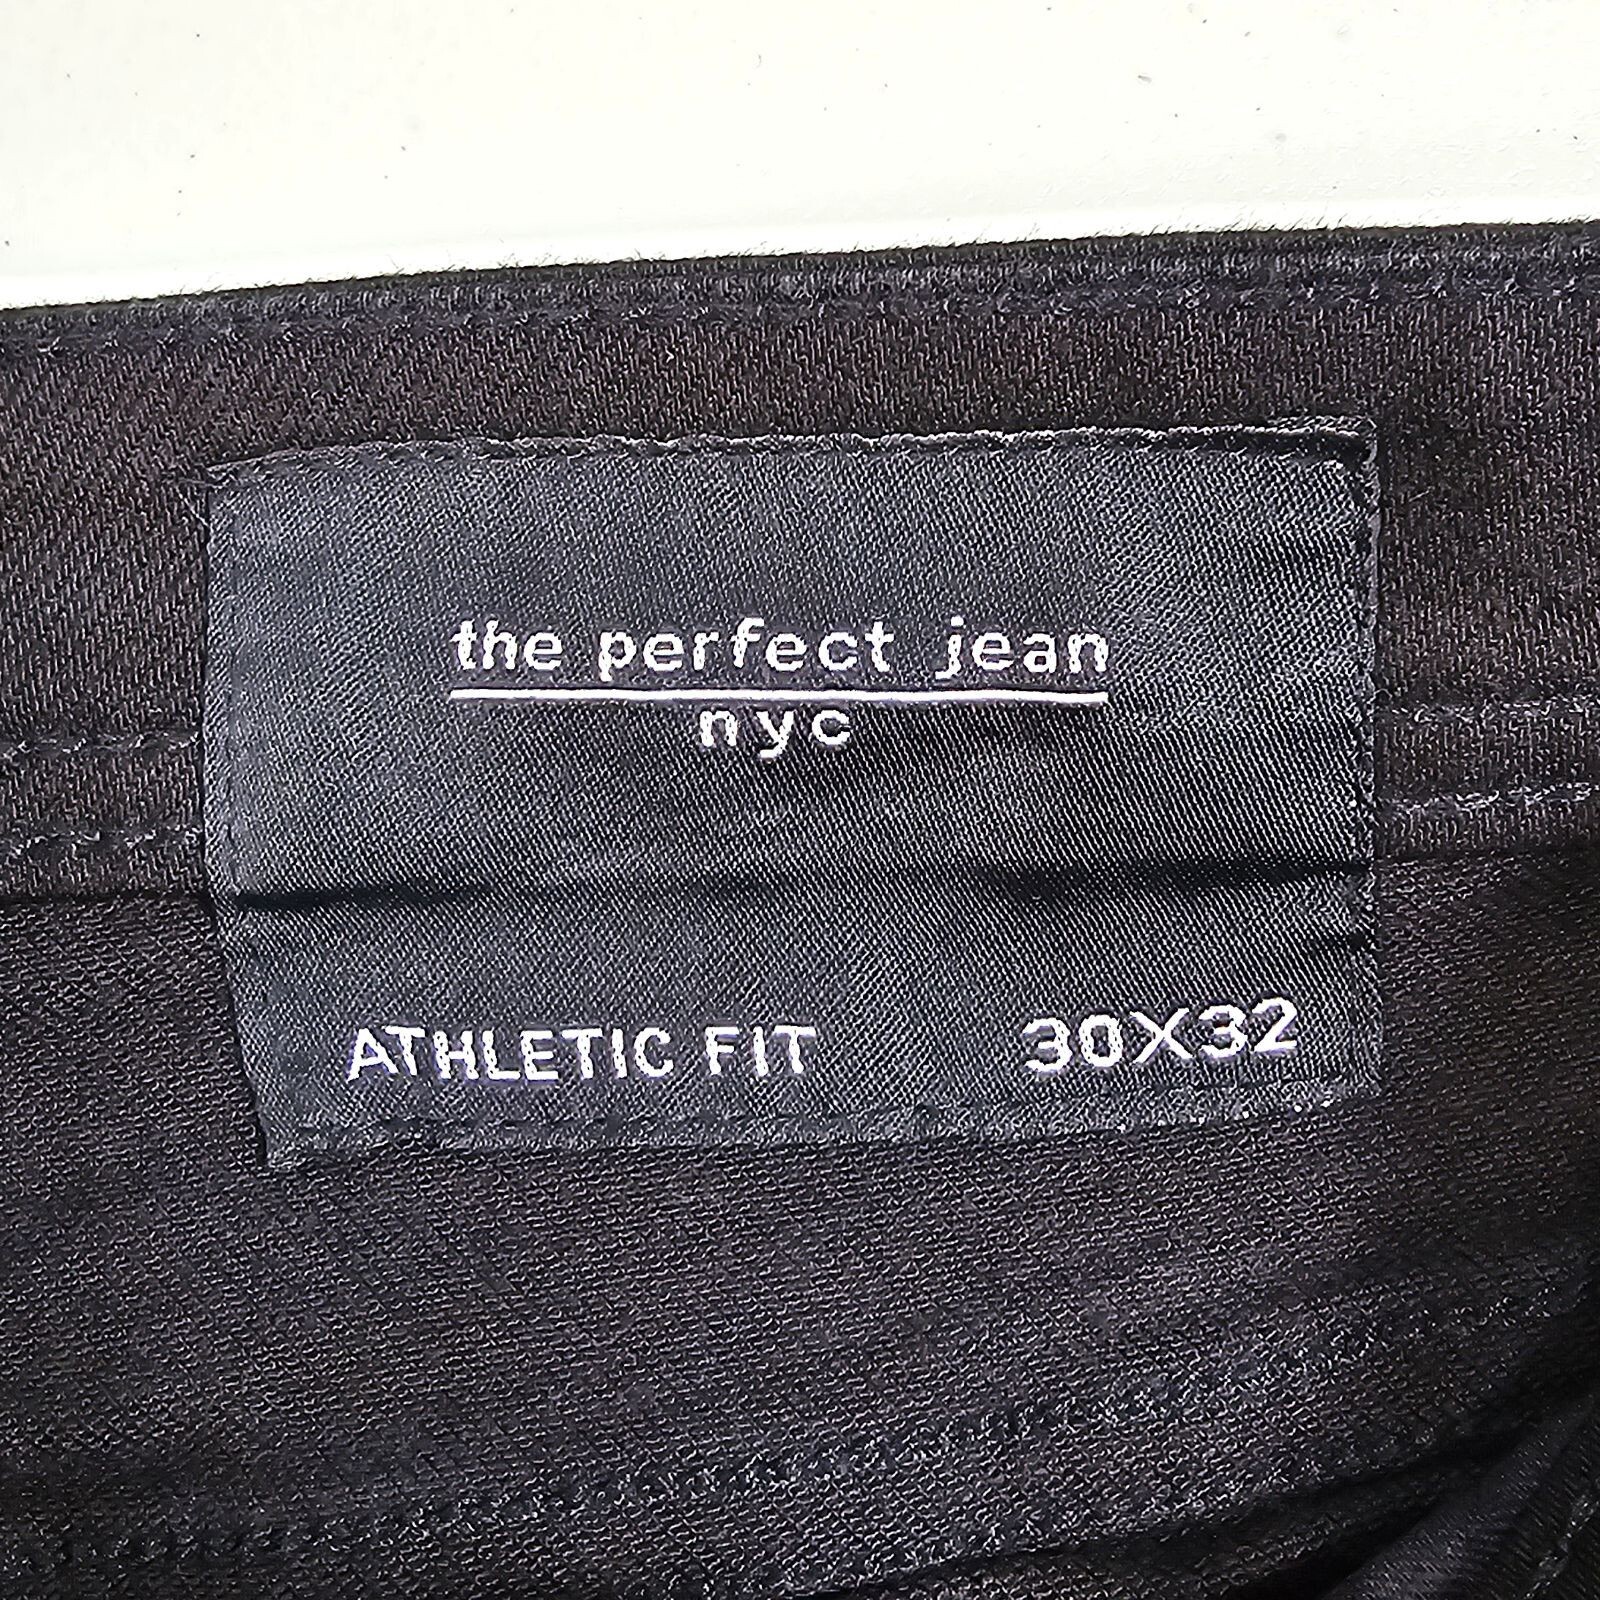 the perfect jean
nyc
ATHLETIC FIT 30X32